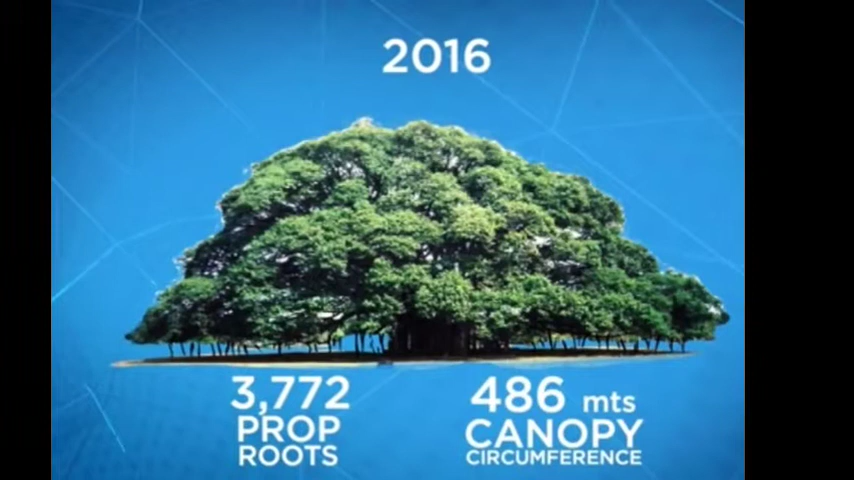 2016
3,772
PROP
ROOTS
486 mts
CANOPY
CIRCUMFERENCE